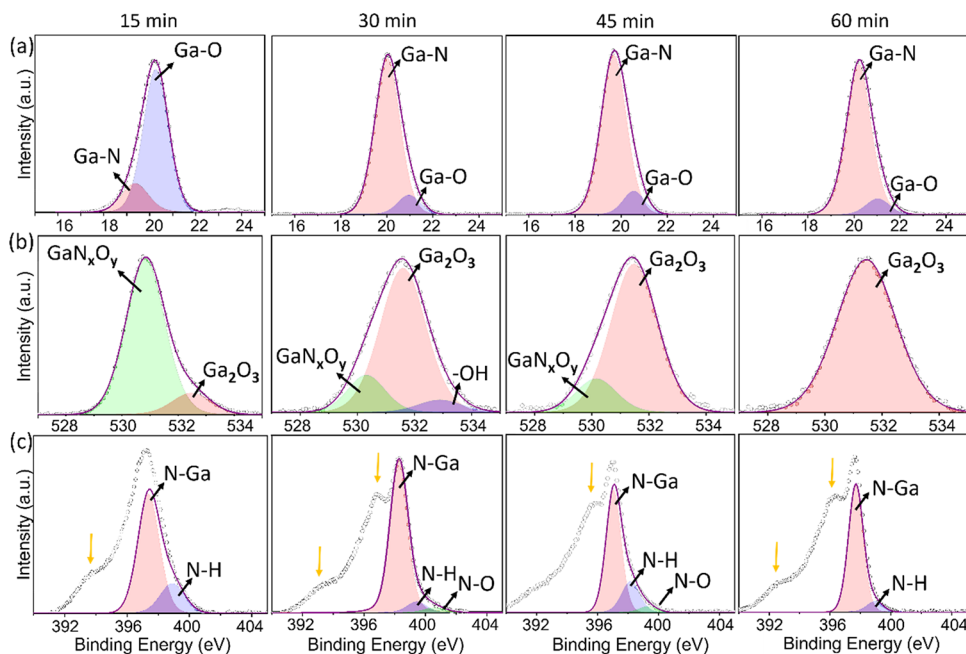 15 min 30 min 45 min 60 min
(a)
Intensity (a.u.)
Ga-O
Ga-N
16 18 20 22 24
Ga-N
Ga-O
16 18 20 22 24
Ga-N
Ga-O
16 18 20 22 24
Ga-N
Ga-O
16 18 20 22 24
(b)
Intensity (a.u.)
GaNxOy
Ga2O3
528 530 532 534
Ga2O3
GaNxOy
-OH
528 530 532 534
Ga2O3
GaNxOy
528 530 532 534
Ga2O3
528 530 532 534
(c)
Intensity (a.u.)
N-Ga
N-H
392 396 400 404
Binding Energy (eV)
N-Ga
N-H
N-O
392 396 400 404
Binding Energy (eV)
N-Ga
N-H
N-O
392 396 400 404
Binding Energy (eV)
N-Ga
N-H
392 396 400 404
Binding Energy (eV)